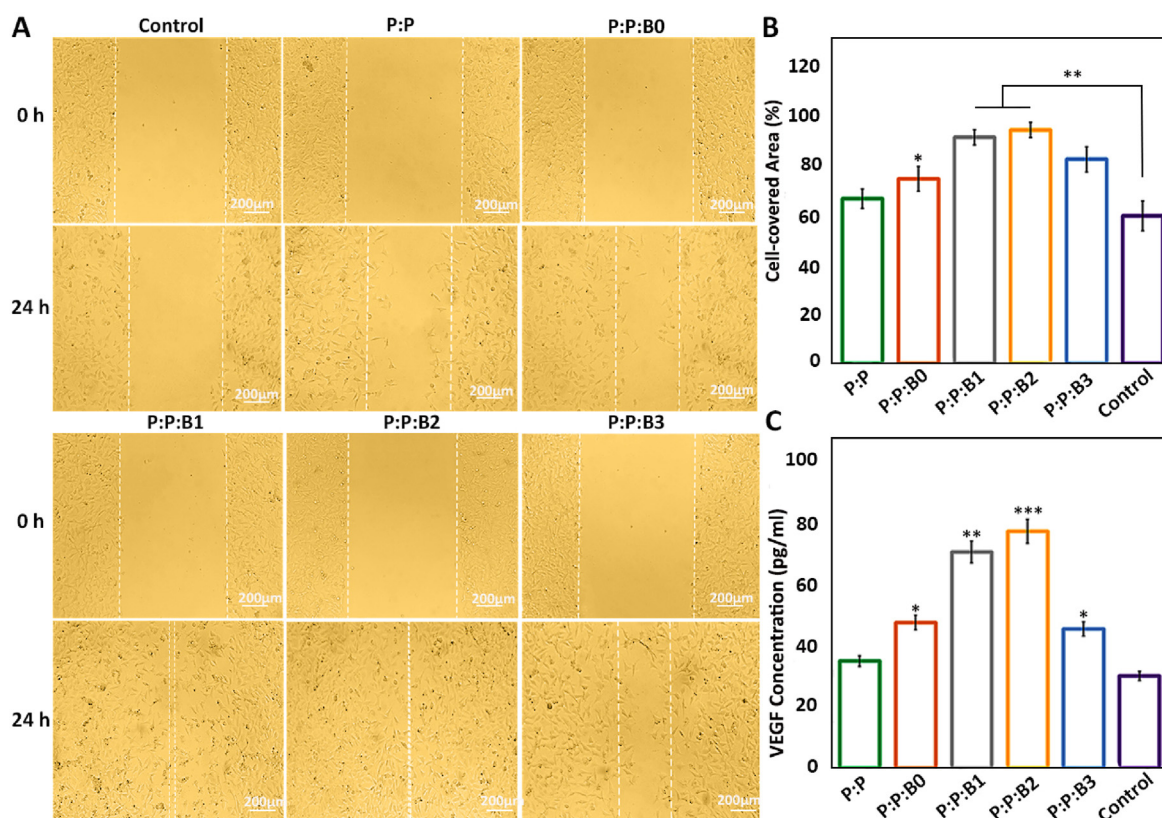 A
Control
P:P
P:P:B0
0 h
200µm
200µm
200µm
24 h
200µm
200µm
200µm
P:P:B1
P:P:B2
P:P:B3
0 h
200µm
200µm
200µm
24 h
200µm
200µm
200µm
B
Cell-covered Area (%)
120
100
80
60
40
20
0
*
**
P:P
P:P:B0
P:P:B1
P:P:B2
P:P:B3
Control
C
VEGF Concentration (pg/ml)
100
80
60
40
20
0
*
**
***
*
P:P
P:P:B0
P:P:B1
P:P:B2
P:P:B3
Control